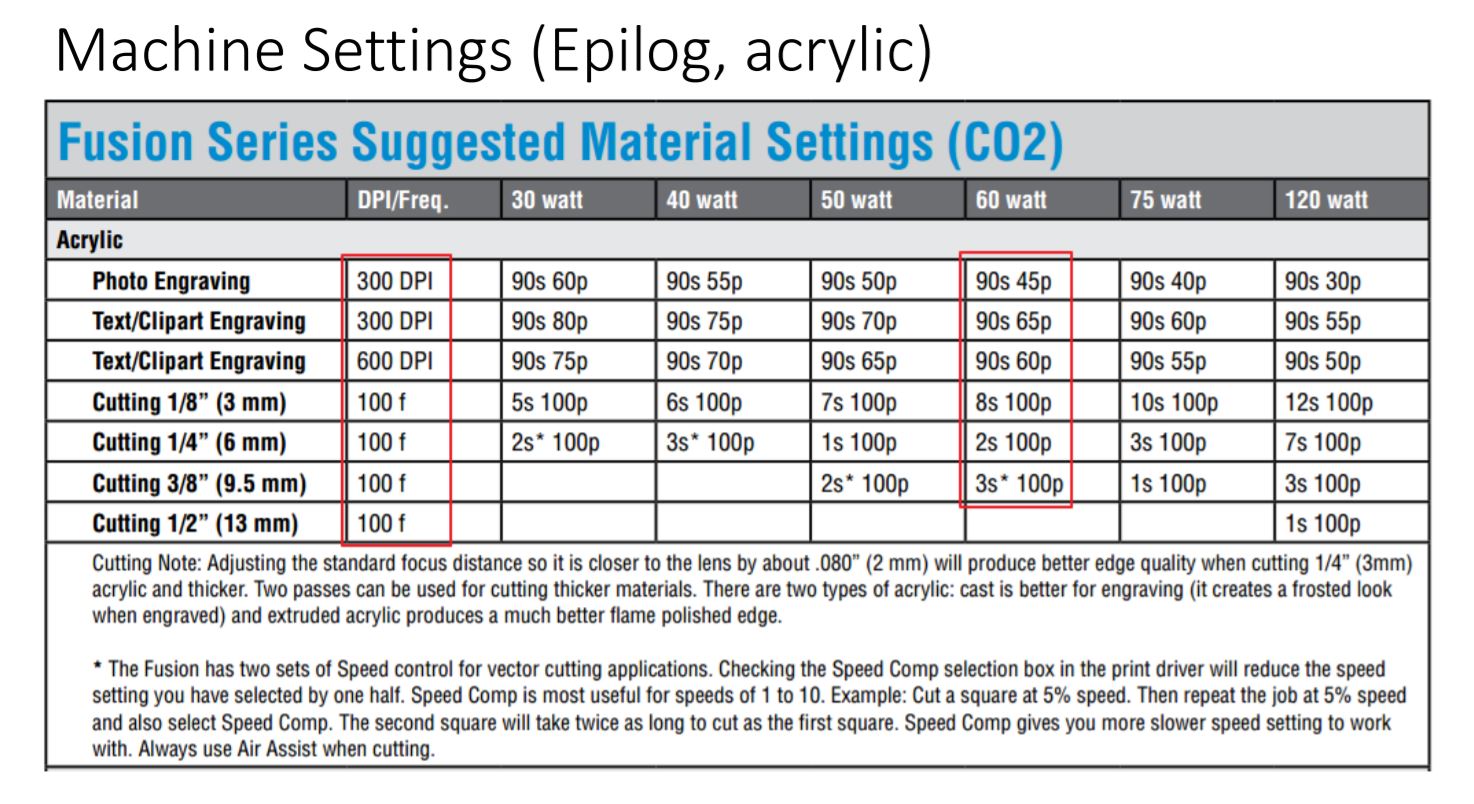 Machine Settings (Epilog, acrylic)
Fusion Series Suggested Material Settings (CO2)
Material DPI/Freq. 30 watt 40 watt 50 watt 60 watt 75 watt 120 watt
Acrylic
Photo Engraving 300 DPI 90s 60p 90s 55p 90s 50p 90s 45p 90s 40p 90s 30p
Text/Clipart Engraving 300 DPI 90s 80p 90s 75p 90s 70p 90s 65p 90s 60p 90s 55p
Text/Clipart Engraving 600 DPI 90s 75p 90s 70p 90s 65p 90s 60p 90s 55p 90s 50p
Cutting 1/8” (3 mm) 100 f 5s 100p 6s 100p 7s 100p 8s 100p 10s 100p 12s 100p
Cutting 1/4” (6 mm) 100 f 2s* 100p 3s* 100p 1s 100p 2s 100p 3s 100p 7s 100p
Cutting 3/8” (9.5 mm) 100 f 2s* 100p 3s* 100p 1s 100p 3s 100p
Cutting 1/2” (13 mm) 100 f 1s 100p
Cutting Note: Adjusting the standard focus distance so it is closer to the lens by about .080” (2 mm) will produce better edge quality when cutting 1/4” (3mm)
acrylic and thicker. Two passes can be used for cutting thicker materials. There are two types of acrylic: cast is better for engraving (it creates a frosted look
when engraved) and extruded acrylic produces a much better flame polished edge.
* The Fusion has two sets of Speed control for vector cutting applications. Checking the Speed Comp selection box in the print driver will reduce the speed
setting you have selected by one half. Speed Comp is most useful for speeds of 1 to 10. Example: Cut a square at 5% speed. Then repeat the job at 5% speed
and also select Speed Comp. The second square will take twice as long to cut as the first square. Speed Comp gives you more slower speed setting to work
with. Always use Air Assist when cutting.